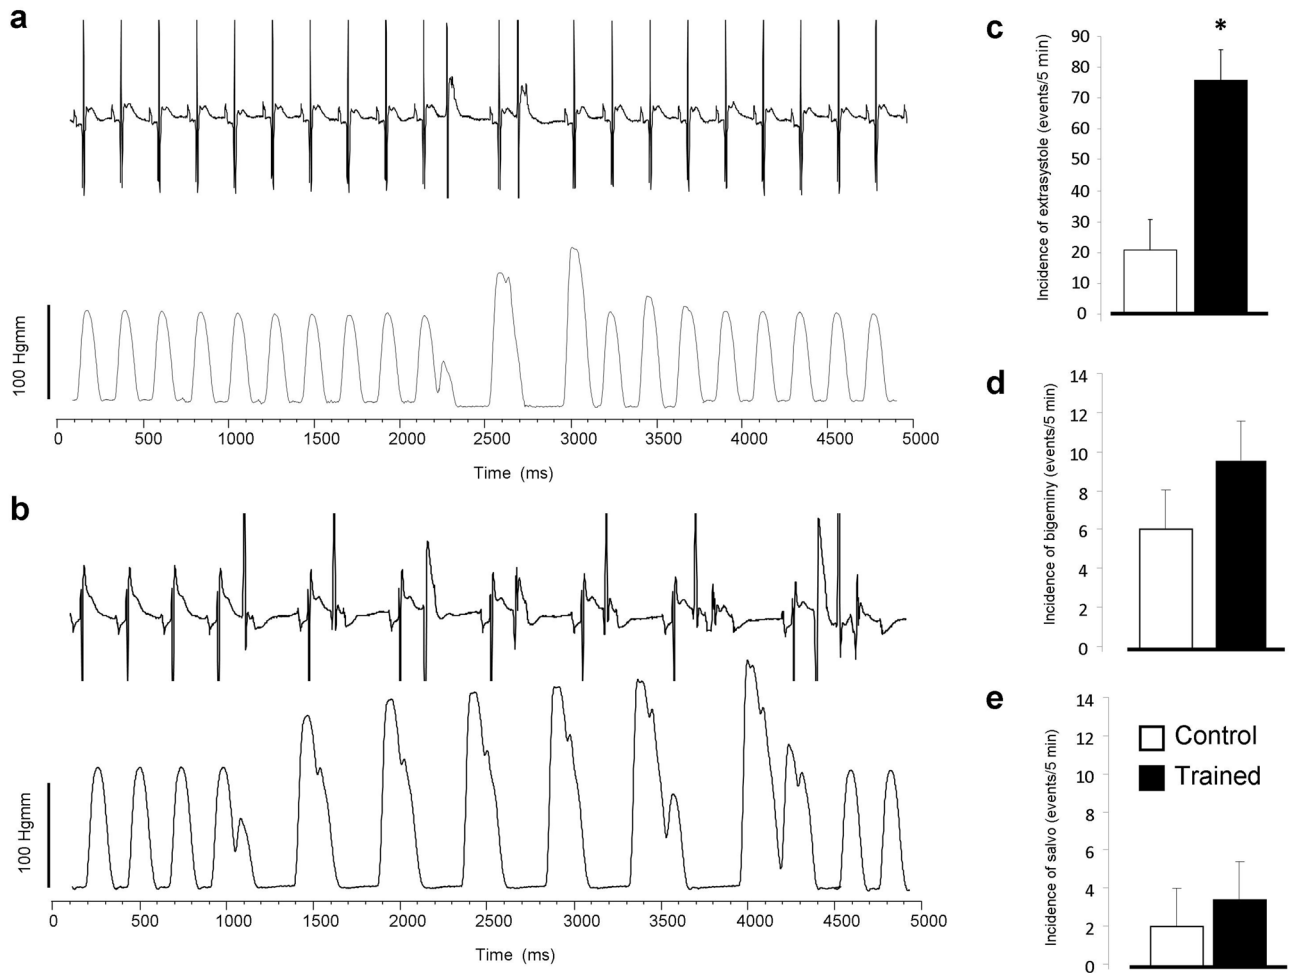 a
100 Hgmm
0 500 1000 1500 2000 2500 3000 3500 4000 4500 5000
Time (ms)
b
100 Hgmm
0 500 1000 1500 2000 2500 3000 3500 4000 4500 5000
Time (ms)
c
Incidence of extrasystole (events/5 min)
90
80
70
60
50
40
30
20
10
0
*
d
Incidence of bigeminy (events/5 min)
14
12
10
8
6
4
2
0
e
Incidence of salvo (events/5 min)
14
12
10
8
6
4
2
0
Control
Trained